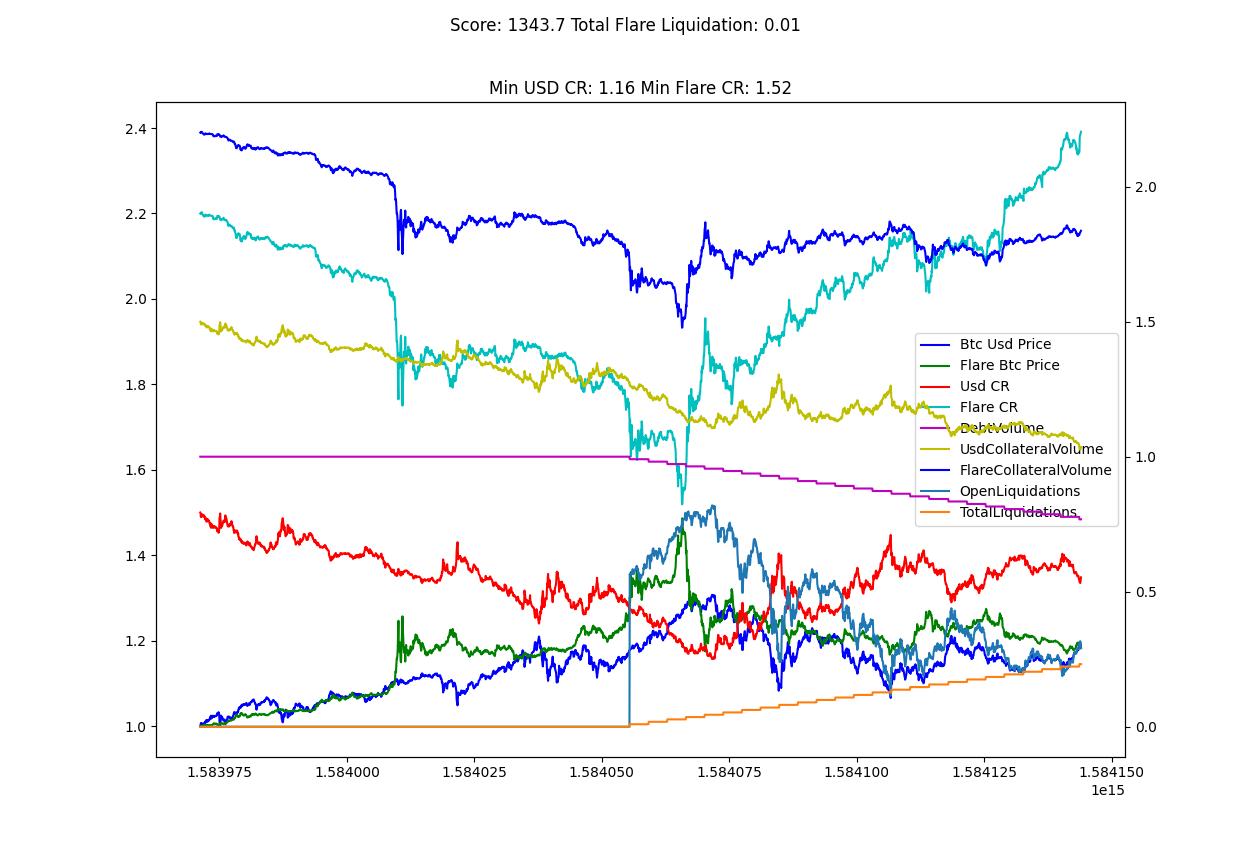 Score: 1343.7 Total Flare Liquidation: 0.01
Min USD CR: 1.16 Min Flare CR: 1.52
2.4
2.2
2.0
1.8
1.6
1.4
1.2
1.0
2.0
1.5
1.0
0.5
0.0
Btc Usd Price
Flare Btc Price
Usd CR
Flare CR
DebtVolume
UsdCollateralVolume
FlareCollateralVolume
OpenLiquidations
TotalLiquidations
1.583975
1.584000
1.584025
1.584050
1.584075
1.584100
1.584125
1.584150
1e15